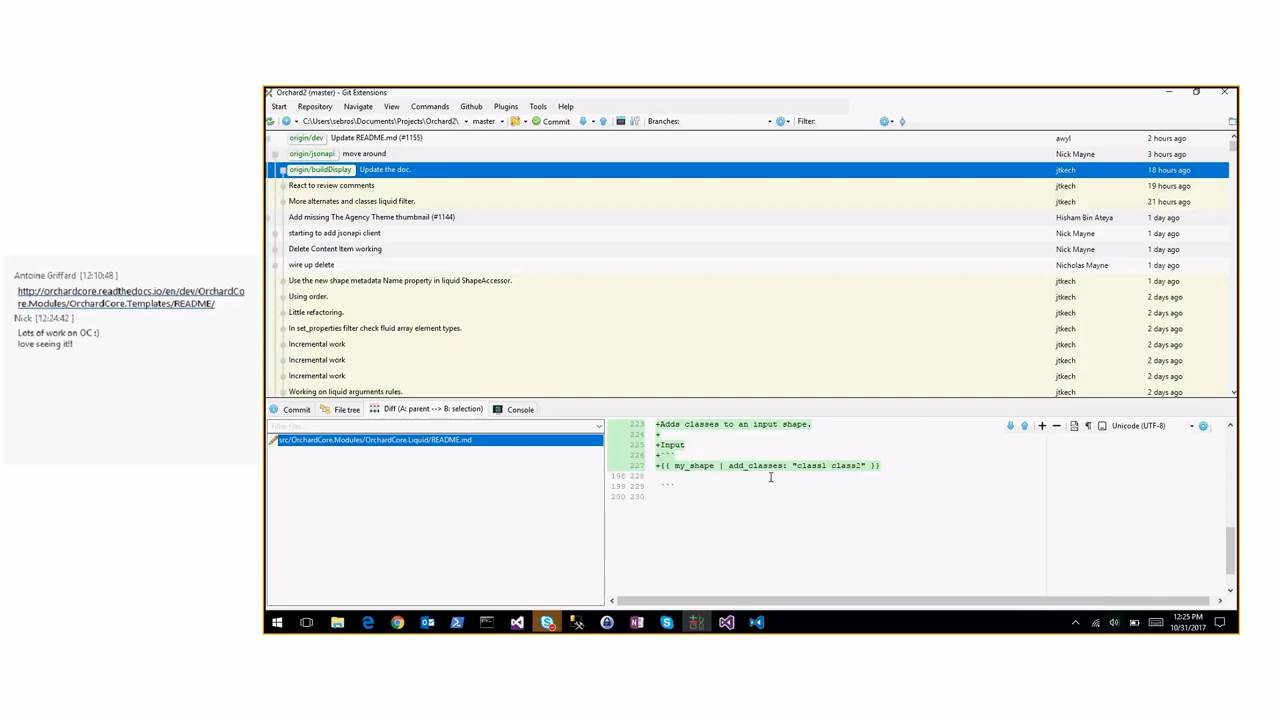 Antoine Griffard [12:10:48 ]
http://orchardcore.readthedocs.io/en/dev/OrchardCo
re.Modules/OrchardCore.Templates/README/
Nick [12:24:42 ]
Lots of work on OC :)
love seeing it!!
Orchard2 (master) - Git Extensions
Start Repository Navigate View Commands Github Plugins Tools Help
C:\Users\sebros\Documents\Projects\Orchard2\ master Commit Branches: Filter:
origin/dev Update README.md (#1155) awyl 2 hours ago
origin/jsonapi move around Nick Mayne 3 hours ago
origin/buildDisplay Update the doc. jtkech 18 hours ago
React to review comments jtkech 19 hours ago
More alternates and classes liquid filter. jtkech 21 hours ago
Add missing The Agency Theme thumbnail (#1144) Hisham Bin Ateya 1 day ago
starting to add jsonapi client Nick Mayne 1 day ago
Delete Content Item working Nick Mayne 1 day ago
wire up delete Nicholas Mayne 1 day ago
Use the new shape metadata Name property in liquid ShapeAccessor. jtkech 1 day ago
Using order. jtkech 2 days ago
Little refactoring. jtkech 2 days ago
In set_properties filter check fluid array element types. jtkech 2 days ago
Incremental work jtkech 2 days ago
Incremental work jtkech 2 days ago
Incremental work jtkech 2 days ago
Working on liquid arguments rules. jtkech 2 days ago
Commit File tree Diff (A: parent --> B: selection) Console
Filter files...
src/OrchardCore.Modules/OrchardCore.Liquid/README.md
Unicode (UTF-8)
223 +Adds classes to an input shape.
224 +
225 +Input
226 +```
227 +{{ my_shape | add_classes: "class1 class2" }}
198 228
199 229 ```
200 230
12:25 PM
10/31/2017